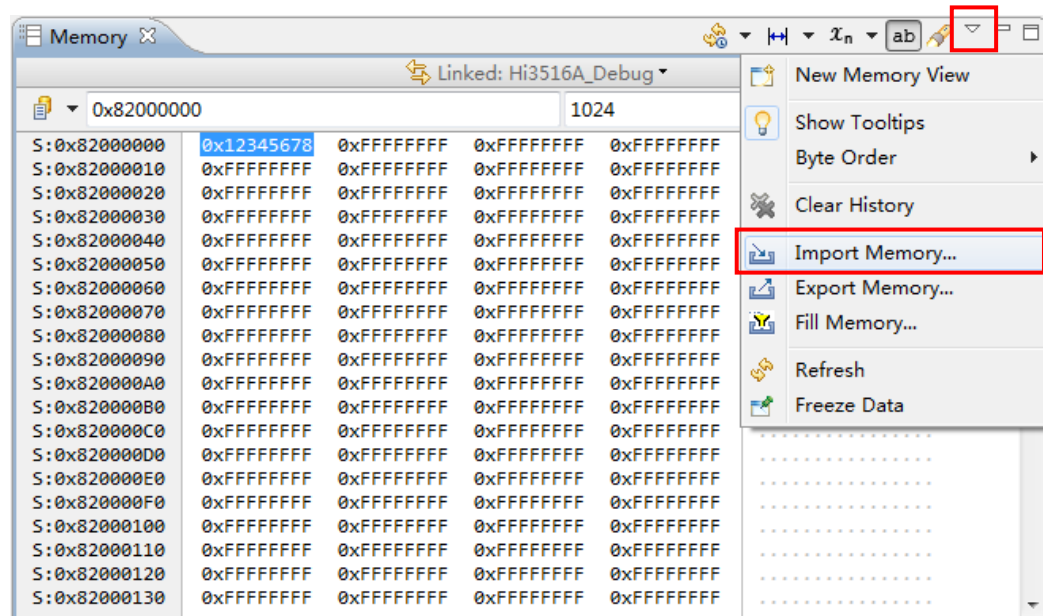 Memory
xn ab
Linked: Hi3516A_Debug
0x82000000 1024
S:0x82000000 0x12345678 0xFFFFFFFF 0xFFFFFFFF 0xFFFFFFFF
S:0x82000010 0xFFFFFFFF 0xFFFFFFFF 0xFFFFFFFF 0xFFFFFFFF
S:0x82000020 0xFFFFFFFF 0xFFFFFFFF 0xFFFFFFFF 0xFFFFFFFF
S:0x82000030 0xFFFFFFFF 0xFFFFFFFF 0xFFFFFFFF 0xFFFFFFFF
S:0x82000040 0xFFFFFFFF 0xFFFFFFFF 0xFFFFFFFF 0xFFFFFFFF
S:0x82000050 0xFFFFFFFF 0xFFFFFFFF 0xFFFFFFFF 0xFFFFFFFF
S:0x82000060 0xFFFFFFFF 0xFFFFFFFF 0xFFFFFFFF 0xFFFFFFFF
S:0x82000070 0xFFFFFFFF 0xFFFFFFFF 0xFFFFFFFF 0xFFFFFFFF
S:0x82000080 0xFFFFFFFF 0xFFFFFFFF 0xFFFFFFFF 0xFFFFFFFF
S:0x82000090 0xFFFFFFFF 0xFFFFFFFF 0xFFFFFFFF 0xFFFFFFFF
S:0x820000A0 0xFFFFFFFF 0xFFFFFFFF 0xFFFFFFFF 0xFFFFFFFF
S:0x820000B0 0xFFFFFFFF 0xFFFFFFFF 0xFFFFFFFF 0xFFFFFFFF
S:0x820000C0 0xFFFFFFFF 0xFFFFFFFF 0xFFFFFFFF 0xFFFFFFFF ................
S:0x820000D0 0xFFFFFFFF 0xFFFFFFFF 0xFFFFFFFF 0xFFFFFFFF ................
S:0x820000E0 0xFFFFFFFF 0xFFFFFFFF 0xFFFFFFFF 0xFFFFFFFF ................
S:0x820000F0 0xFFFFFFFF 0xFFFFFFFF 0xFFFFFFFF 0xFFFFFFFF ................
S:0x82000100 0xFFFFFFFF 0xFFFFFFFF 0xFFFFFFFF 0xFFFFFFFF ................
S:0x82000110 0xFFFFFFFF 0xFFFFFFFF 0xFFFFFFFF 0xFFFFFFFF ................
S:0x82000120 0xFFFFFFFF 0xFFFFFFFF 0xFFFFFFFF 0xFFFFFFFF ................
S:0x82000130 0xFFFFFFFF 0xFFFFFFFF 0xFFFFFFFF 0xFFFFFFFF ................
New Memory View
Show Tooltips
Byte Order
Clear History
Import Memory...
Export Memory...
Fill Memory...
Refresh
Freeze Data